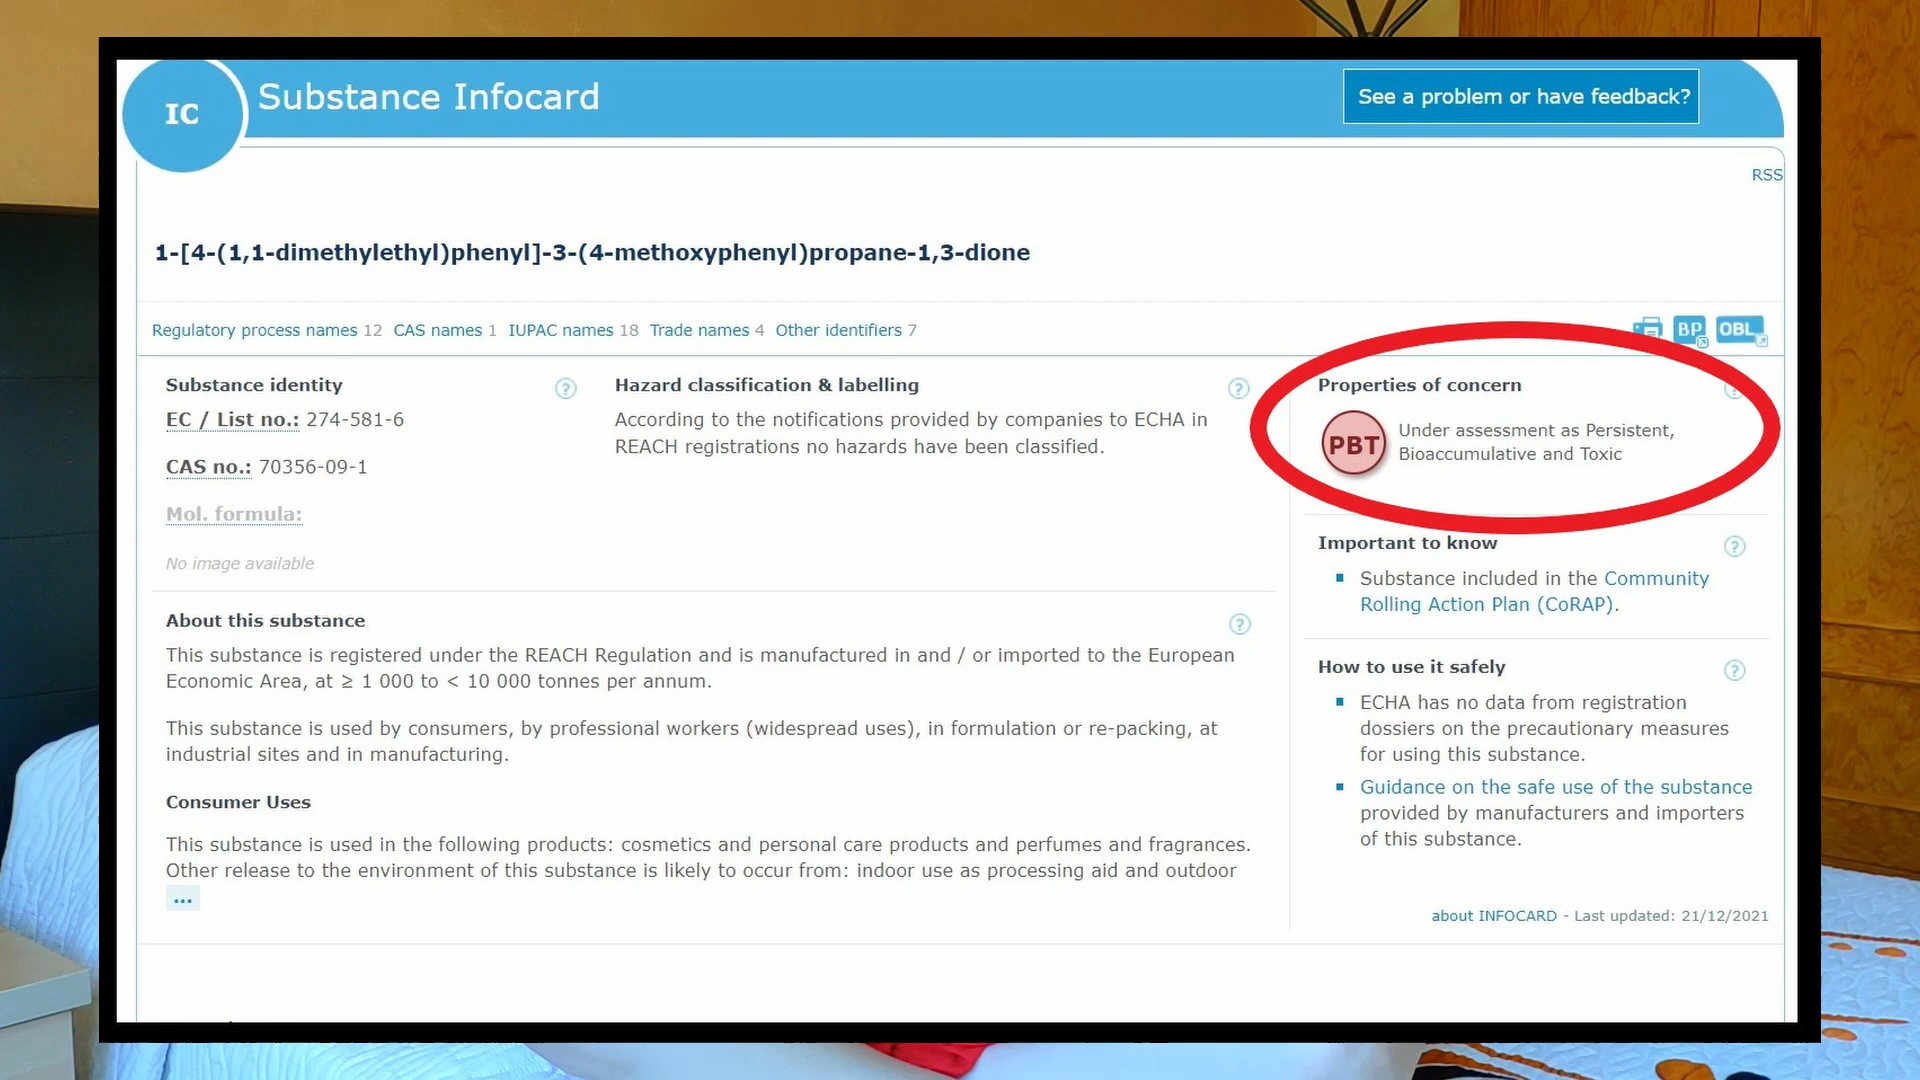 IC
Substance Infocard
See a problem or have feedback?
RSS
1-[4-(1,1-dimethylethyl)phenyl]-3-(4-methoxyphenyl)propane-1,3-dione
Regulatory process names 12 CAS names 1 IUPAC names 18 Trade names 4 Other identifiers 7
BP
OBL
Substance identity
?
EC / List no.: 274-581-6
CAS no.: 70356-09-1
Mol. formula:
No image available
Hazard classification & labelling
?
According to the notifications provided by companies to ECHA in
REACH registrations no hazards have been classified.
Properties of concern
?
PBT
Under assessment as Persistent,
Bioaccumulative and Toxic
Important to know
?
Substance included in the Community
Rolling Action Plan (CoRAP).
About this substance
?
This substance is registered under the REACH Regulation and is manufactured in and / or imported to the European
Economic Area, at ≥ 1 000 to < 10 000 tonnes per annum.
This substance is used by consumers, by professional workers (widespread uses), in formulation or re-packing, at
industrial sites and in manufacturing.
Consumer Uses
This substance is used in the following products: cosmetics and personal care products and perfumes and fragrances.
Other release to the environment of this substance is likely to occur from: indoor use as processing aid and outdoor
...
How to use it safely
?
ECHA has no data from registration
dossiers on the precautionary measures
for using this substance.
Guidance on the safe use of the substance
provided by manufacturers and importers
of this substance.
about INFOCARD - Last updated: 21/12/2021